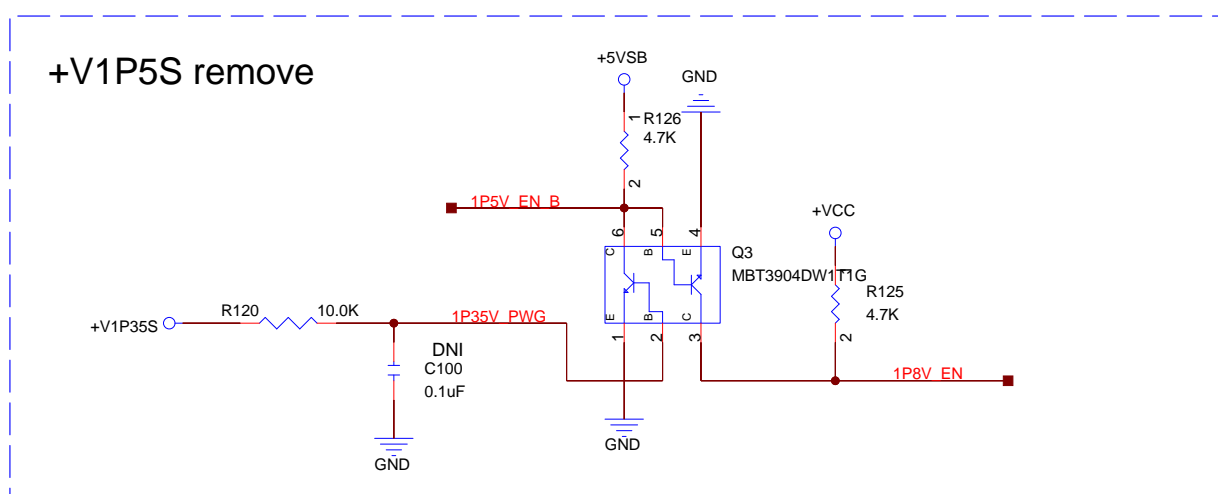 +V1P5S remove
+5VSB
GND
1
R126
4.7K
2
1P5V_EN_B
+VCC
6
5
4
C
B
E
Q3
MBT3904DW1T1G
1
R125
4.7K
R120
10.0K
+V1P35S
1P35V_PWG
E
B
C
1
2
3
2
DNI
C100
0.1uF
1P8V_EN
GND
GND